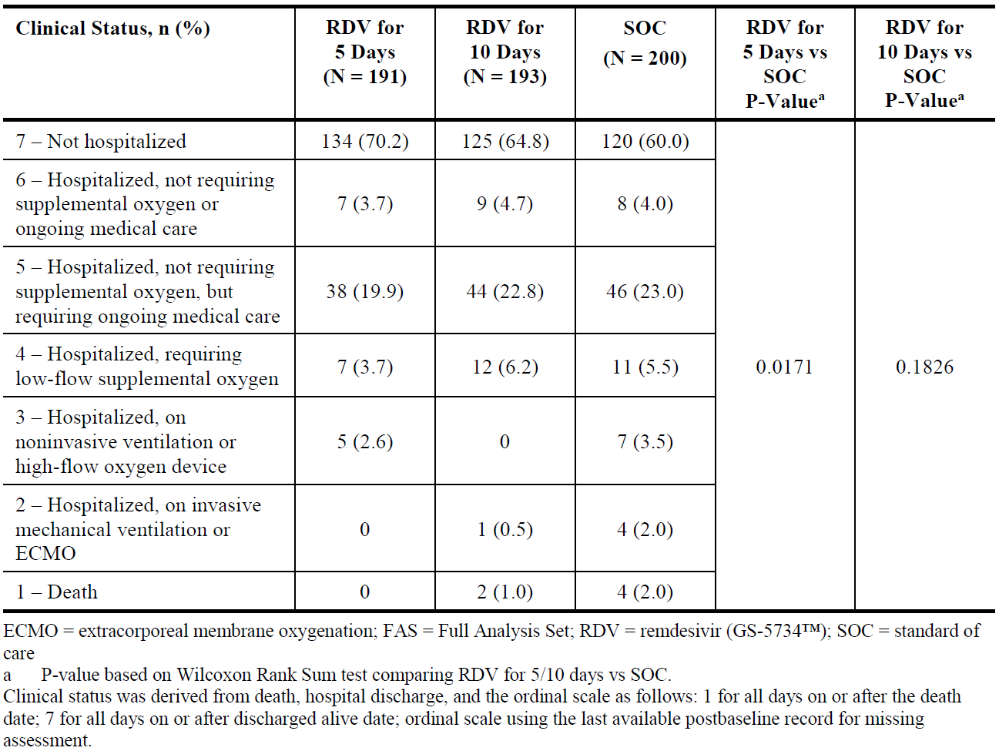 Clinical Status, n (%)
RDV for
5 Days
(N = 191)
RDV for
10 Days
(N = 193)
SOC
(N = 200)
RDV for
5 Days vs
SOC
P-Valueᵃ
RDV for
10 Days vs
SOC
P-Valueᵃ
7 – Not hospitalized
134 (70.2)
125 (64.8)
120 (60.0)
6 – Hospitalized, not requiring
supplemental oxygen or
ongoing medical care
7 (3.7)
9 (4.7)
8 (4.0)
5 – Hospitalized, not requiring
supplemental oxygen, but
requiring ongoing medical care
38 (19.9)
44 (22.8)
46 (23.0)
4 – Hospitalized, requiring
low-flow supplemental oxygen
7 (3.7)
12 (6.2)
11 (5.5)
0.0171
0.1826
3 – Hospitalized, on
noninvasive ventilation or
high-flow oxygen device
5 (2.6)
0
7 (3.5)
2 – Hospitalized, on invasive
mechanical ventilation or
ECMO
0
1 (0.5)
4 (2.0)
1 – Death
0
2 (1.0)
4 (2.0)
ECMO = extracorporeal membrane oxygenation; FAS = Full Analysis Set; RDV = remdesivir (GS-5734™); SOC = standard of
care
a P-value based on Wilcoxon Rank Sum test comparing RDV for 5/10 days vs SOC.
Clinical status was derived from death, hospital discharge, and the ordinal scale as follows: 1 for all days on or after the death
date; 7 for all days on or after discharged alive date; ordinal scale using the last available postbaseline record for missing
assessment.